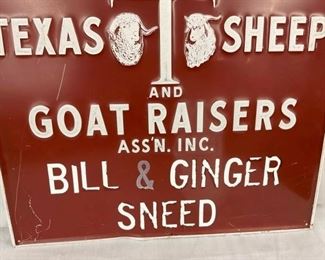 TEXAS SHEEP
AND
GOAT RAISERS
ASS'N. INC.
BILL & GINGER
SNEED